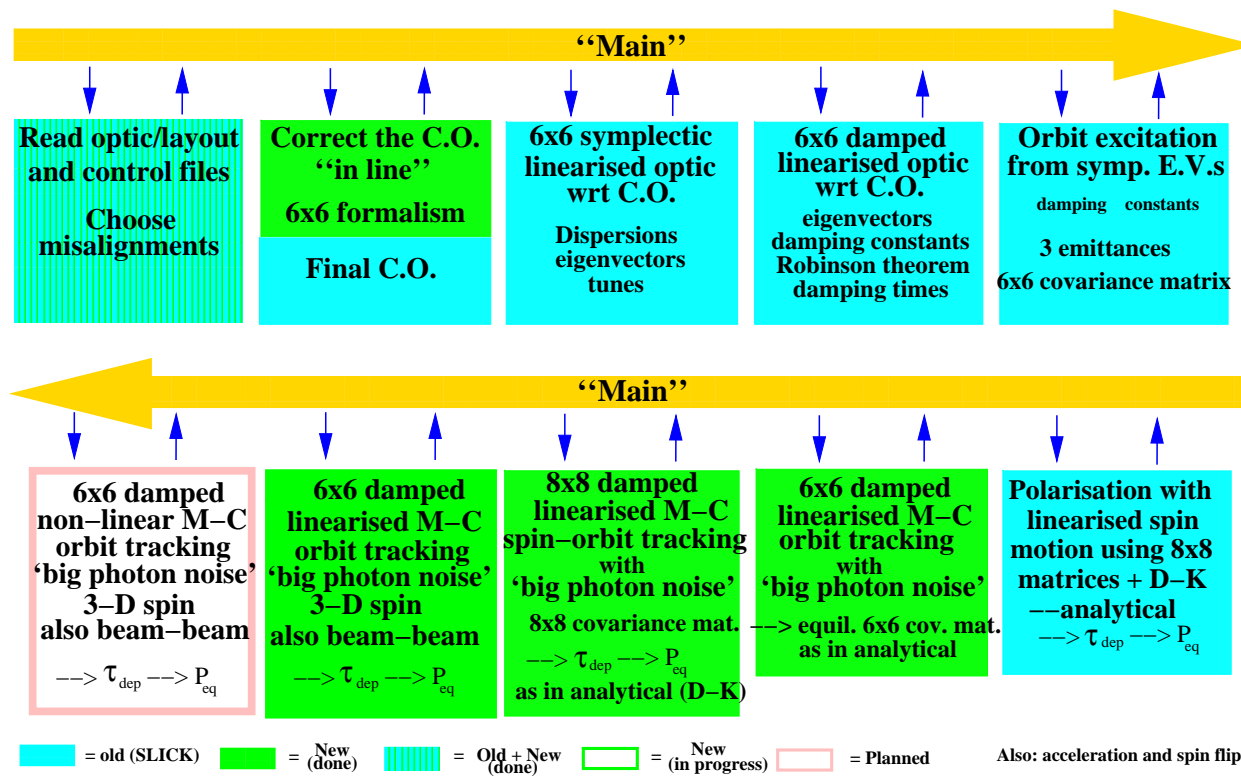 “Main”
Read optic/layout
and control files
Choose
misalignments
Correct the C.O.
“in line”
6x6 formalism
Final C.O.
6x6 symplectic
linearised optic
wrt C.O.
Dispersions
eigenvectors
tunes
6x6 damped
linearised optic
wrt C.O.
eigenvectors
damping constants
Robinson theorem
damping times
Orbit excitation
from symp. E.V.s
damping constants
3 emittances
6x6 covariance matrix
“Main”
6x6 damped
non−linear M−C
orbit tracking
‘big photon noise’
3−D spin
also beam−beam
−−> τdep −−> Peq
6x6 damped
linearised M−C
orbit tracking
‘big photon noise’
3−D spin
also beam−beam
−−> τdep −−> Peq
8x8 damped
linearised M−C
spin−orbit tracking
with
‘big photon noise’
8x8 covariance mat.
−−> τdep −−> Peq
as in analytical (D−K)
6x6 damped
linearised M−C
orbit tracking
with
‘big photon noise’
−−> equil. 6x6 cov. mat.
as in analytical
Polarisation with
linearised spin
motion using 8x8
matrices + D−K
−−analytical
−−> τdep −−> Peq
= old (SLICK)
= New
(done)
= Old + New
(done)
= New
(in progress)
= Planned
Also: acceleration and spin flip